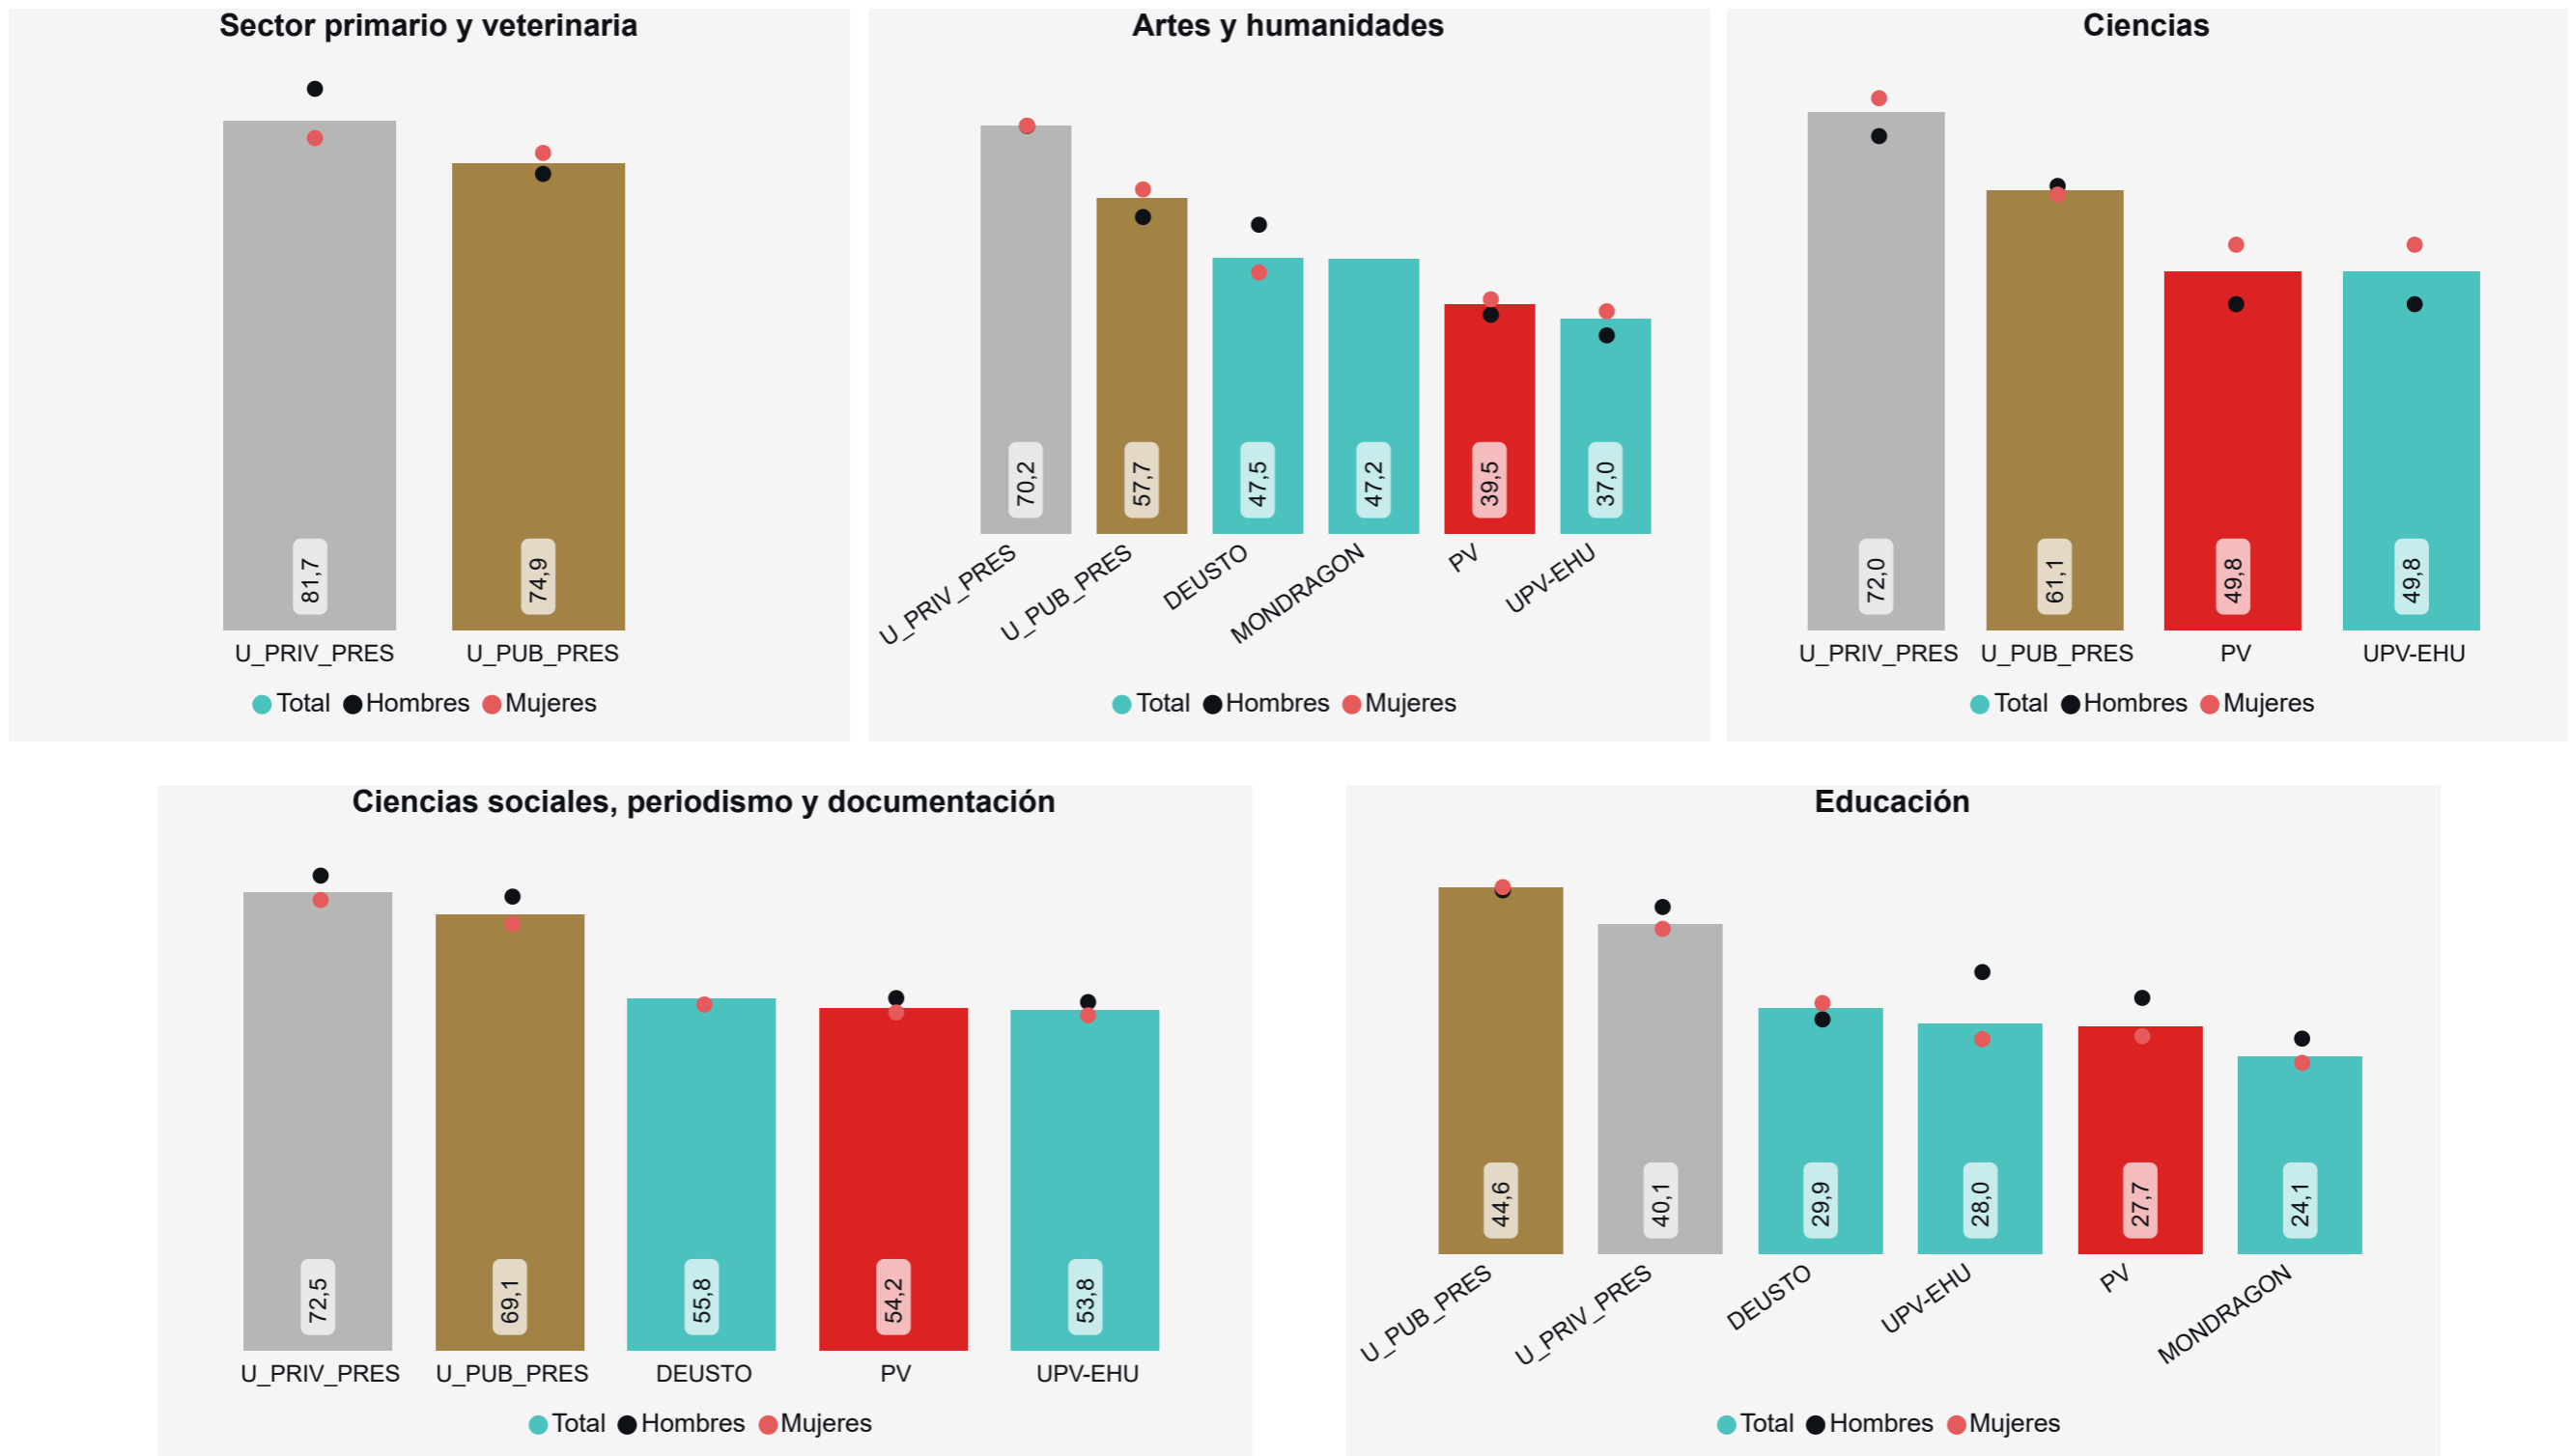 Sector primario y veterinaria
81,7
74,9
U_PRIV_PRES
U_PUB_PRES
Total Hombres Mujeres
Artes y humanidades
70,2
57,7
47,5
47,2
39,5
37,0
U_PRIV_PRES
U_PUB_PRES
DEUSTO
MONDRAGON
PV
UPV-EHU
Total Hombres Mujeres
Ciencias
72,0
61,1
49,8
49,8
U_PRIV_PRES
U_PUB_PRES
PV
UPV-EHU
Total Hombres Mujeres
Ciencias sociales, periodismo y documentación
72,5
69,1
55,8
54,2
53,8
U_PRIV_PRES
U_PUB_PRES
DEUSTO
PV
UPV-EHU
Total Hombres Mujeres
Educación
44,6
40,1
29,9
28,0
27,7
24,1
U_PUB_PRES
U_PRIV_PRES
DEUSTO
UPV-EHU
PV
MONDRAGON
Total Hombres Mujeres